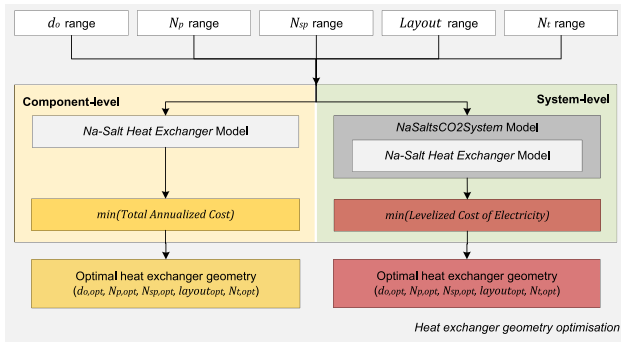 dₒ range
Nₚ range
Nₛₚ range
Layout range
Nₜ range
Component-level
System-level
Na-Salt Heat Exchanger Model
NaSaltsCO2System Model
Na-Salt Heat Exchanger Model
min(Total Annualized Cost)
min(Levelized Cost of Electricity)
Optimal heat exchanger geometry
(do,opt, Np,opt, Nsp,opt, layoutopt, Nt,opt)
Optimal heat exchanger geometry
(do,opt, Np,opt, Nsp,opt, layoutopt, Nt,opt)
Heat exchanger geometry optimisation